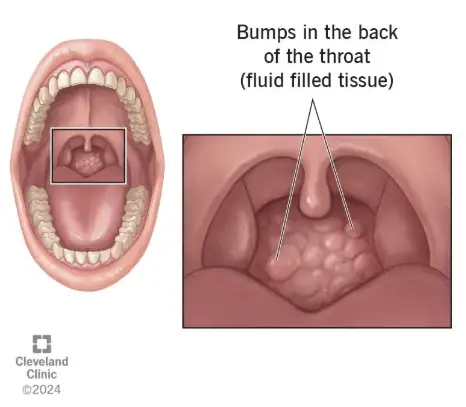 Bumps in the back
of the throat
(fluid filled tissue)
Cleveland
Clinic
©2024